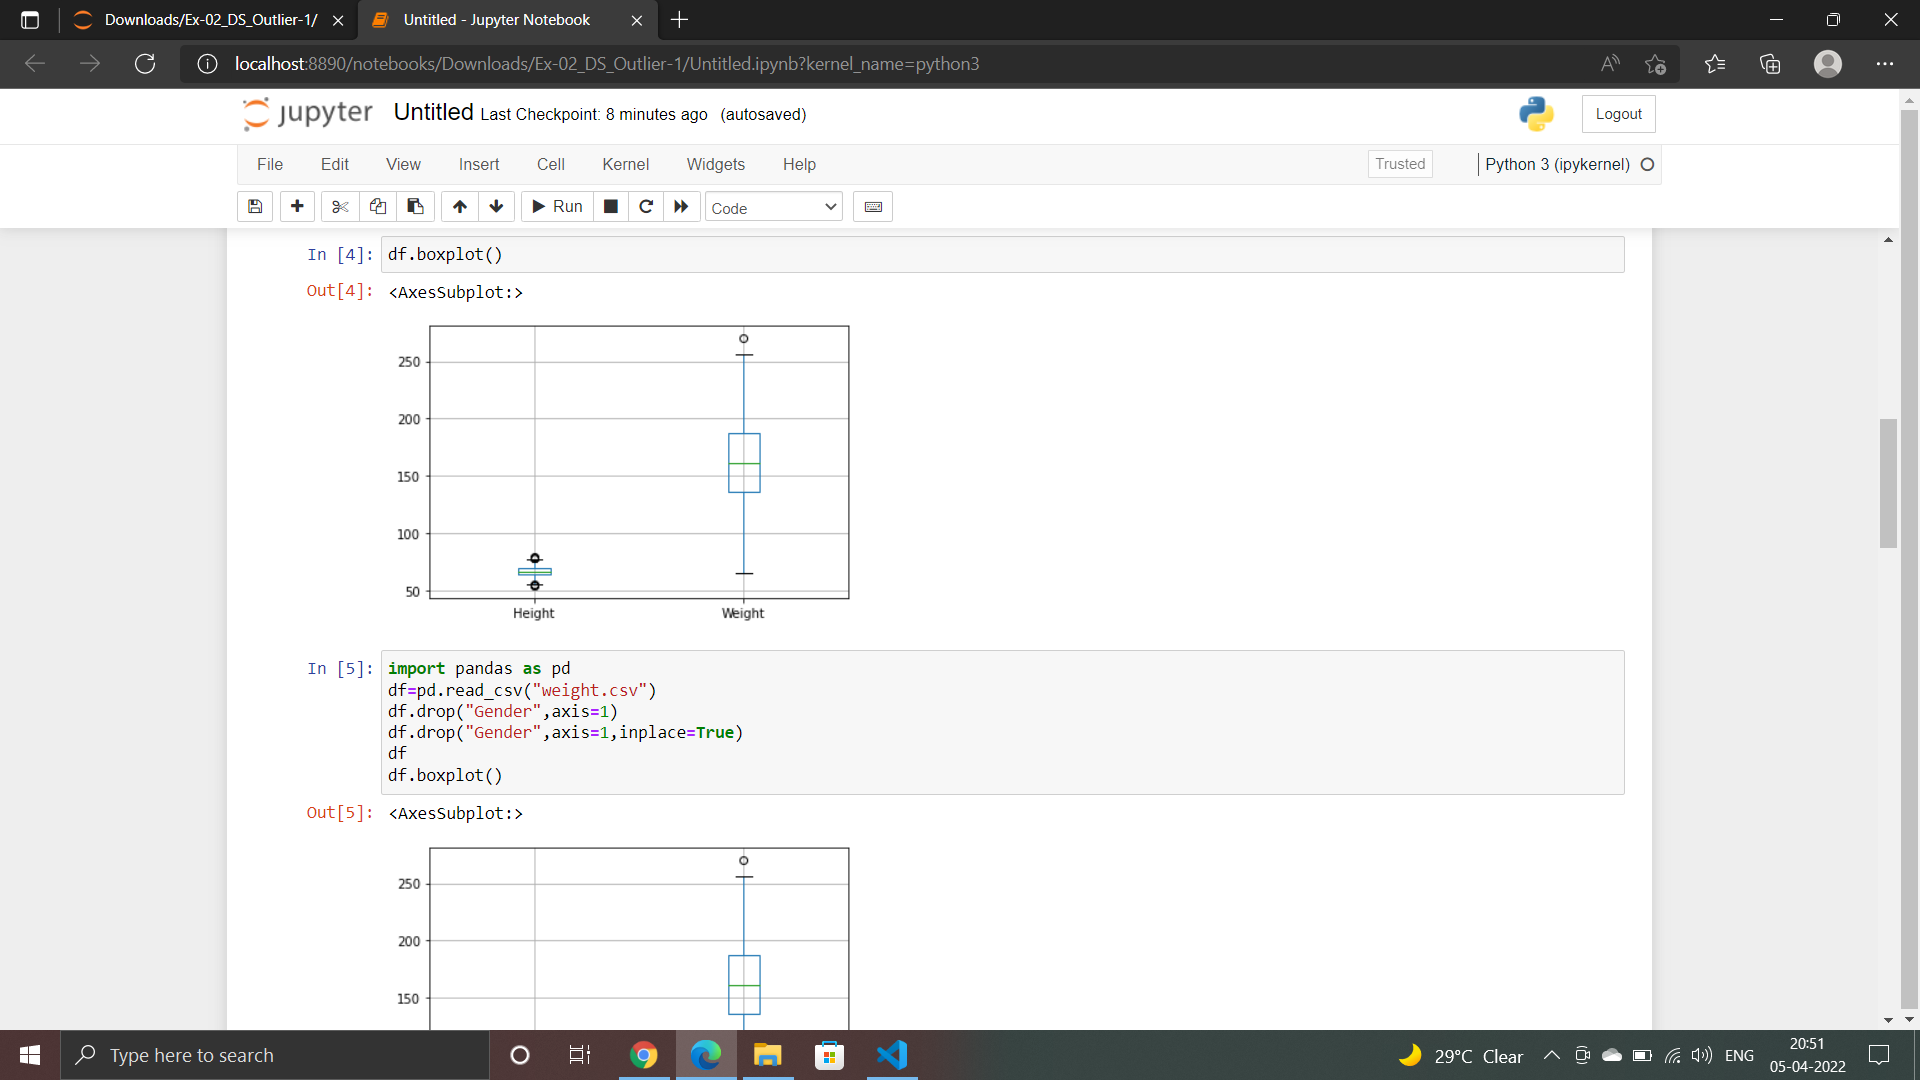 Downloads/Ex-02_DS_Outlier-1/
Untitled - Jupyter Notebook
localhost:8890/notebooks/Downloads/Ex-02_DS_Outlier-1/Untitled.ipynb?kernel_name=python3
jupyter Untitled Last Checkpoint: 8 minutes ago (autosaved)
Logout
File Edit View Insert Cell Kernel Widgets Help
Trusted
Python 3 (ipykernel)
Run
Code
In [4]: df.boxplot()
Out[4]: <AxesSubplot:>
250
200
150
100
50
Height Weight
In [5]: import pandas as pd
df=pd.read_csv("weight.csv")
df.drop("Gender",axis=1)
df.drop("Gender",axis=1,inplace=True)
df
df.boxplot()
Out[5]: <AxesSubplot:>
250
200
150
Type here to search
29°C Clear
ENG
20:51
05-04-2022